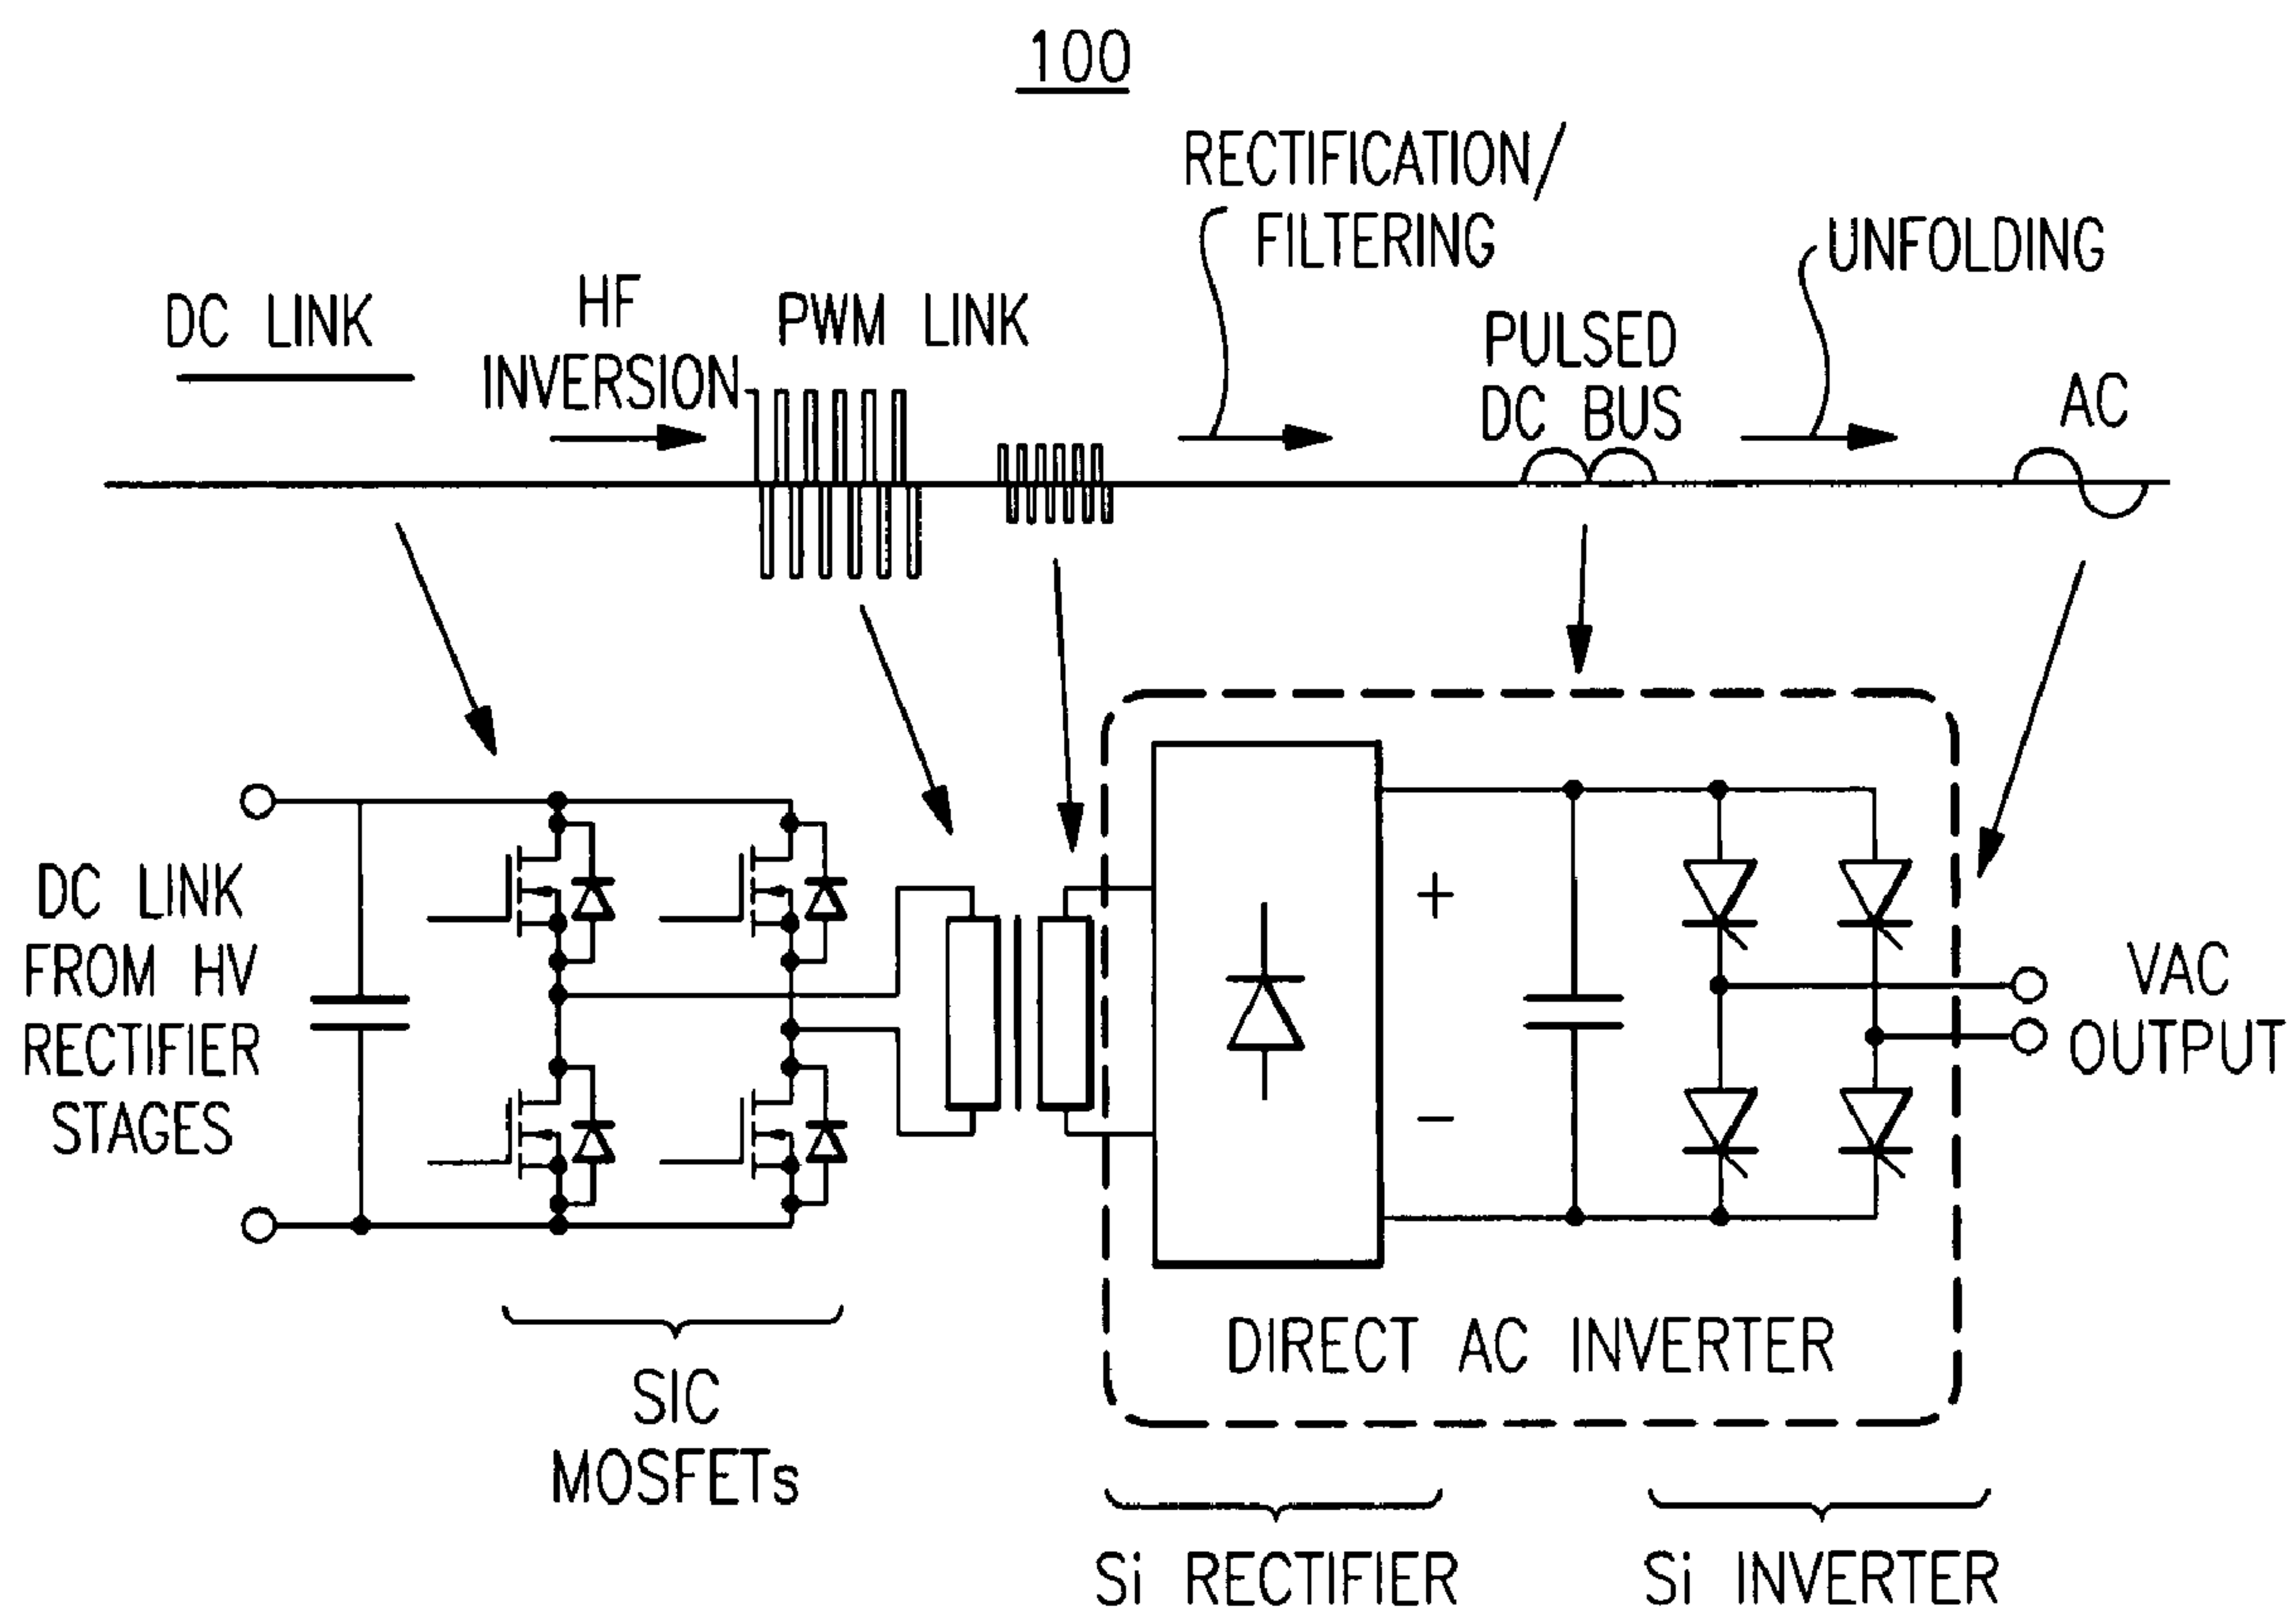 100
RECTIFICATION/
FILTERING
UNFOLDING
DC LINK
HF
INVERSION
PWM LINK
PULSED
DC BUS
AC
DC LINK
FROM HV
RECTIFIER
STAGES
+
−
VAC
OUTPUT
DIRECT AC INVERTER
SIC
MOSFETs
Si RECTIFIER
Si INVERTER